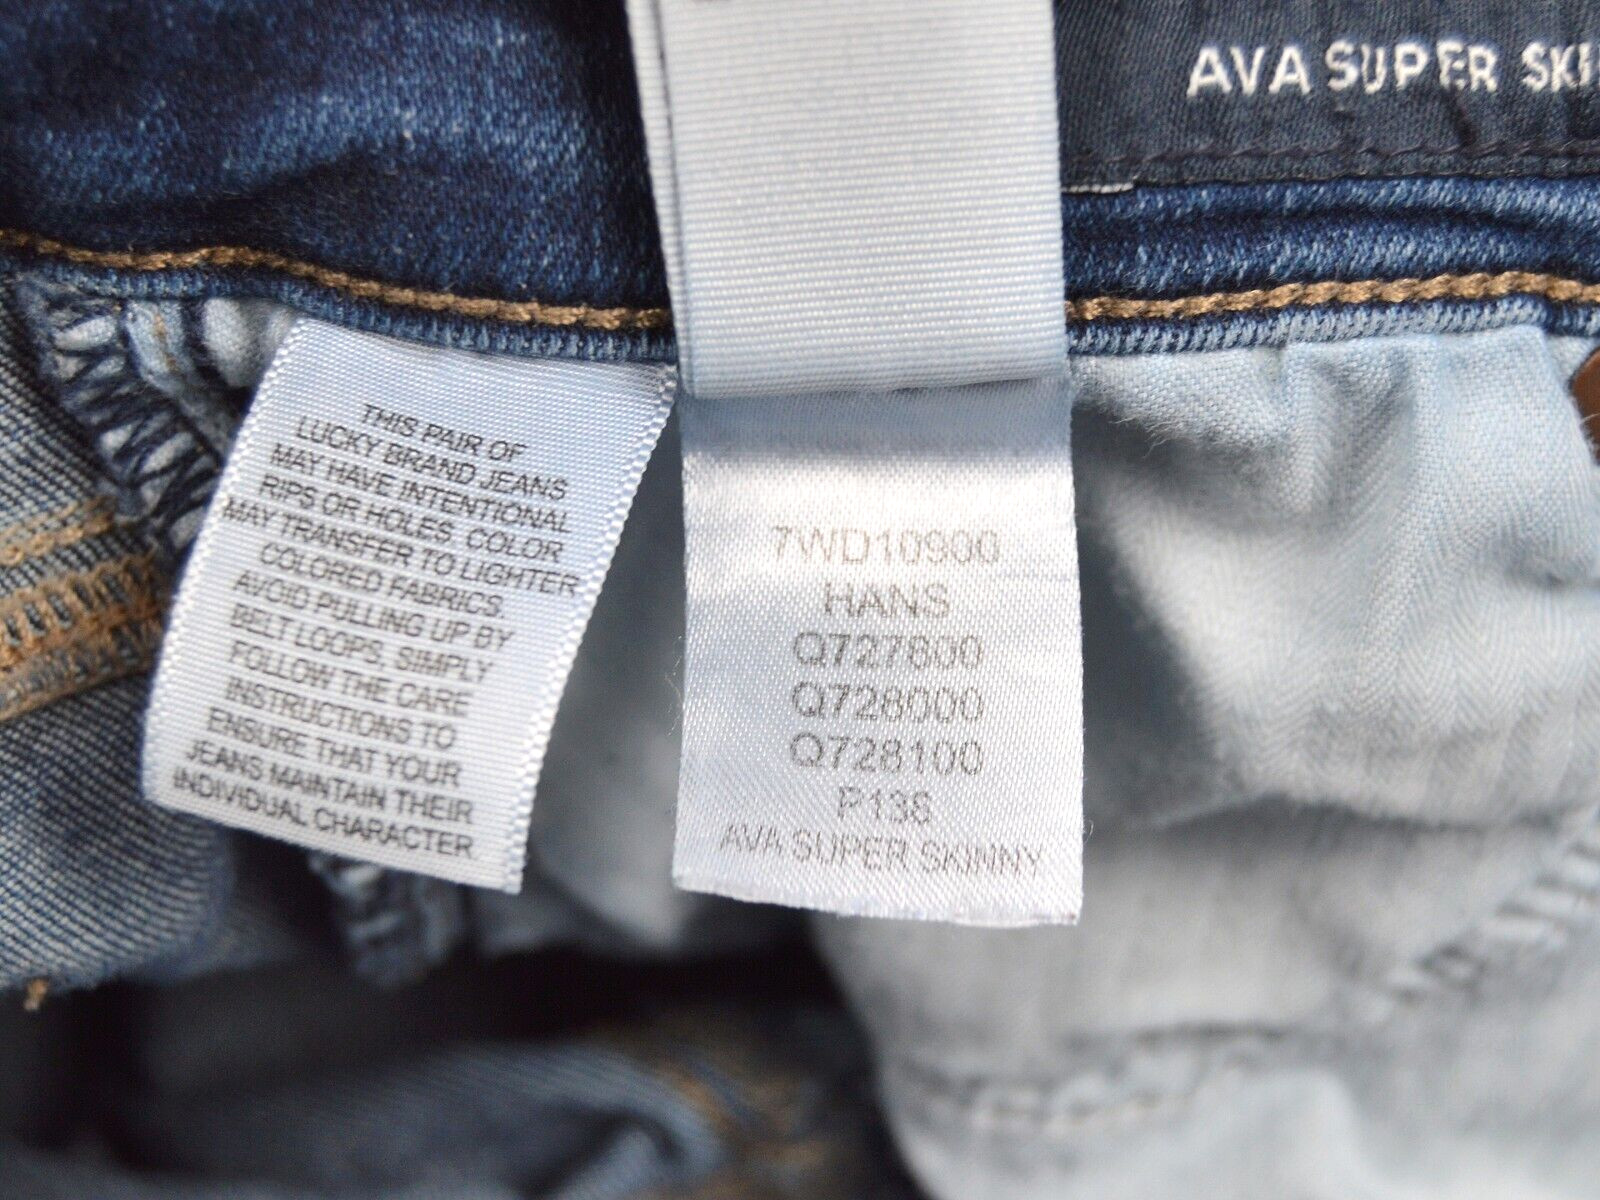 AVA SUPER SKI
THIS PAIR OF
LUCKY BRAND JEANS
MAY HAVE INTENTIONAL
RIPS OR HOLES. COLOR
MAY TRANSFER TO LIGHTER
COLORED FABRICS.
AVOID PULLING UP BY
BELT LOOPS, SIMPLY
FOLLOW THE CARE
INSTRUCTIONS TO
ENSURE THAT YOUR
JEANS MAINTAIN THEIR
INDIVIDUAL CHARACTER.
7WD10900
HANS
Q727800
Q728000
Q728100
P136
AVA SUPER SKINNY